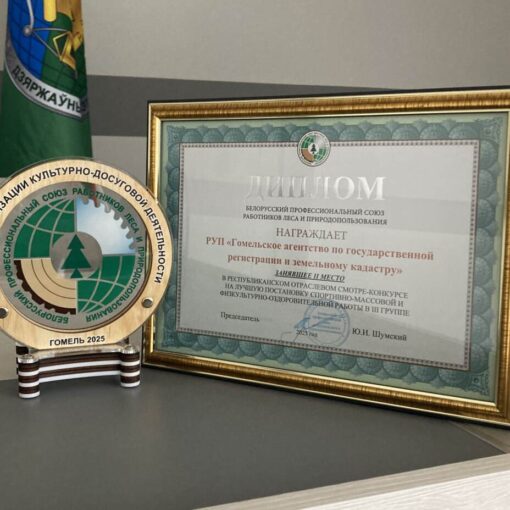 ДЗЯРЖАЎН
ЗАЦИИ КУЛЬТУРНО-ДОСУГОВОЙ ДЕЯТЕЛЬНОСТИ
БЕЛОРУССКИЙ ПРОФЕССИОНАЛЬНЫЙ СОЮЗ РАБОТНИКОВ ЛЕСА И ПРИРОДОПОЛЬЗОВАНИЯ
ГОМЕЛЬ 2025
ДИПЛОМ
БЕЛОРУССКИЙ ПРОФЕССИОНАЛЬНЫЙ СОЮЗ
РАБОТНИКОВ ЛЕСА И ПРИРОДОПОЛЬЗОВАНИЯ
НАГРАЖДАЕТ
РУП «Гомельское агентство по государственной
регистрации и земельному кадастру»
ЗАНЯВШЕЕ II МЕСТО
В РЕСПУБЛИКАНСКОМ ОТРАСЛЕВОМ СМОТРЕ-КОНКУРСЕ
НА ЛУЧШУЮ ПОСТАНОВКУ СПОРТИВНО-МАССОВОЙ И
ФИЗКУЛЬТУРНО-ОЗДОРОВИТЕЛЬНОЙ РАБОТЫ В III ГРУППЕ
Председатель
Ю.И. Шумский
2025 год